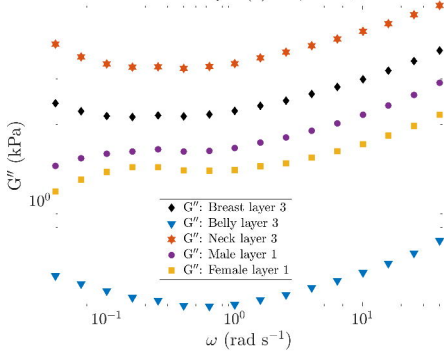 G″ (kPa)
10⁰
G″: Breast layer 3
G″: Belly layer 3
G″: Neck layer 3
G″: Male layer 1
G″: Female layer 1
10⁻¹ 10⁰ 10¹
ω (rad s⁻¹)